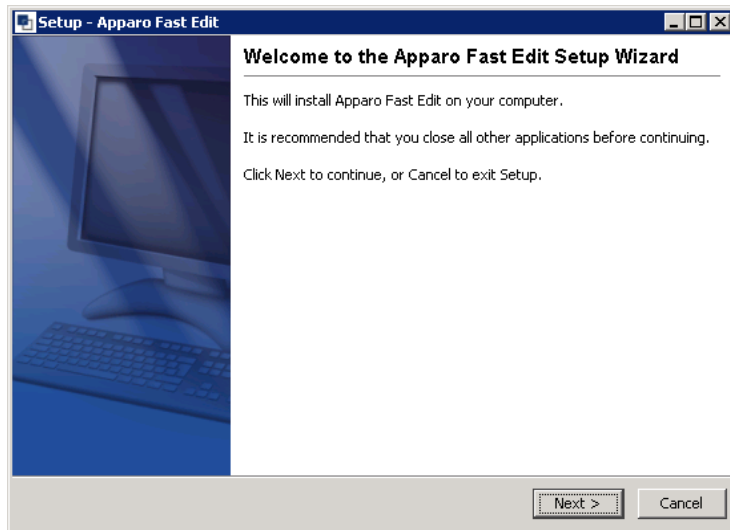 Setup - Apparo Fast Edit
Welcome to the Apparo Fast Edit Setup Wizard
This will install Apparo Fast Edit on your computer.
It is recommended that you close all other applications before continuing.
Click Next to continue, or Cancel to exit Setup.
Next >
Cancel